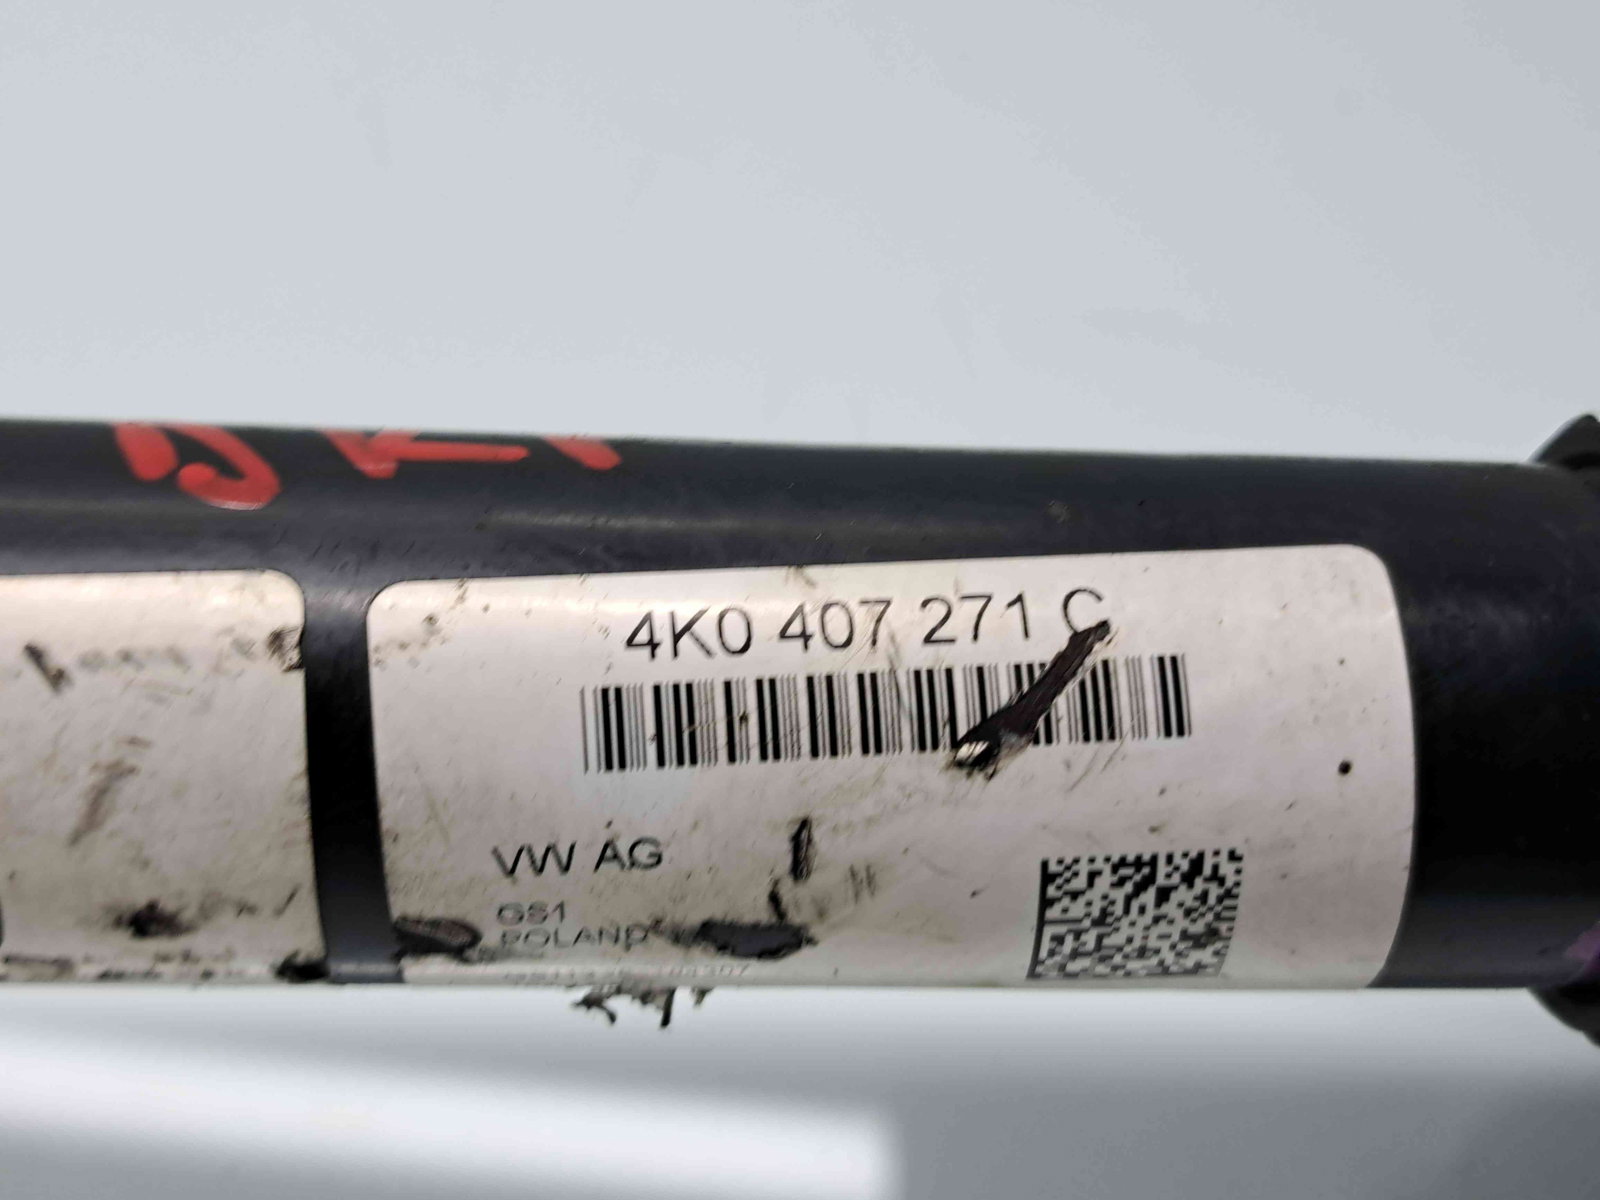 4K0 407 271 C
VW AG
GS1
POLAND